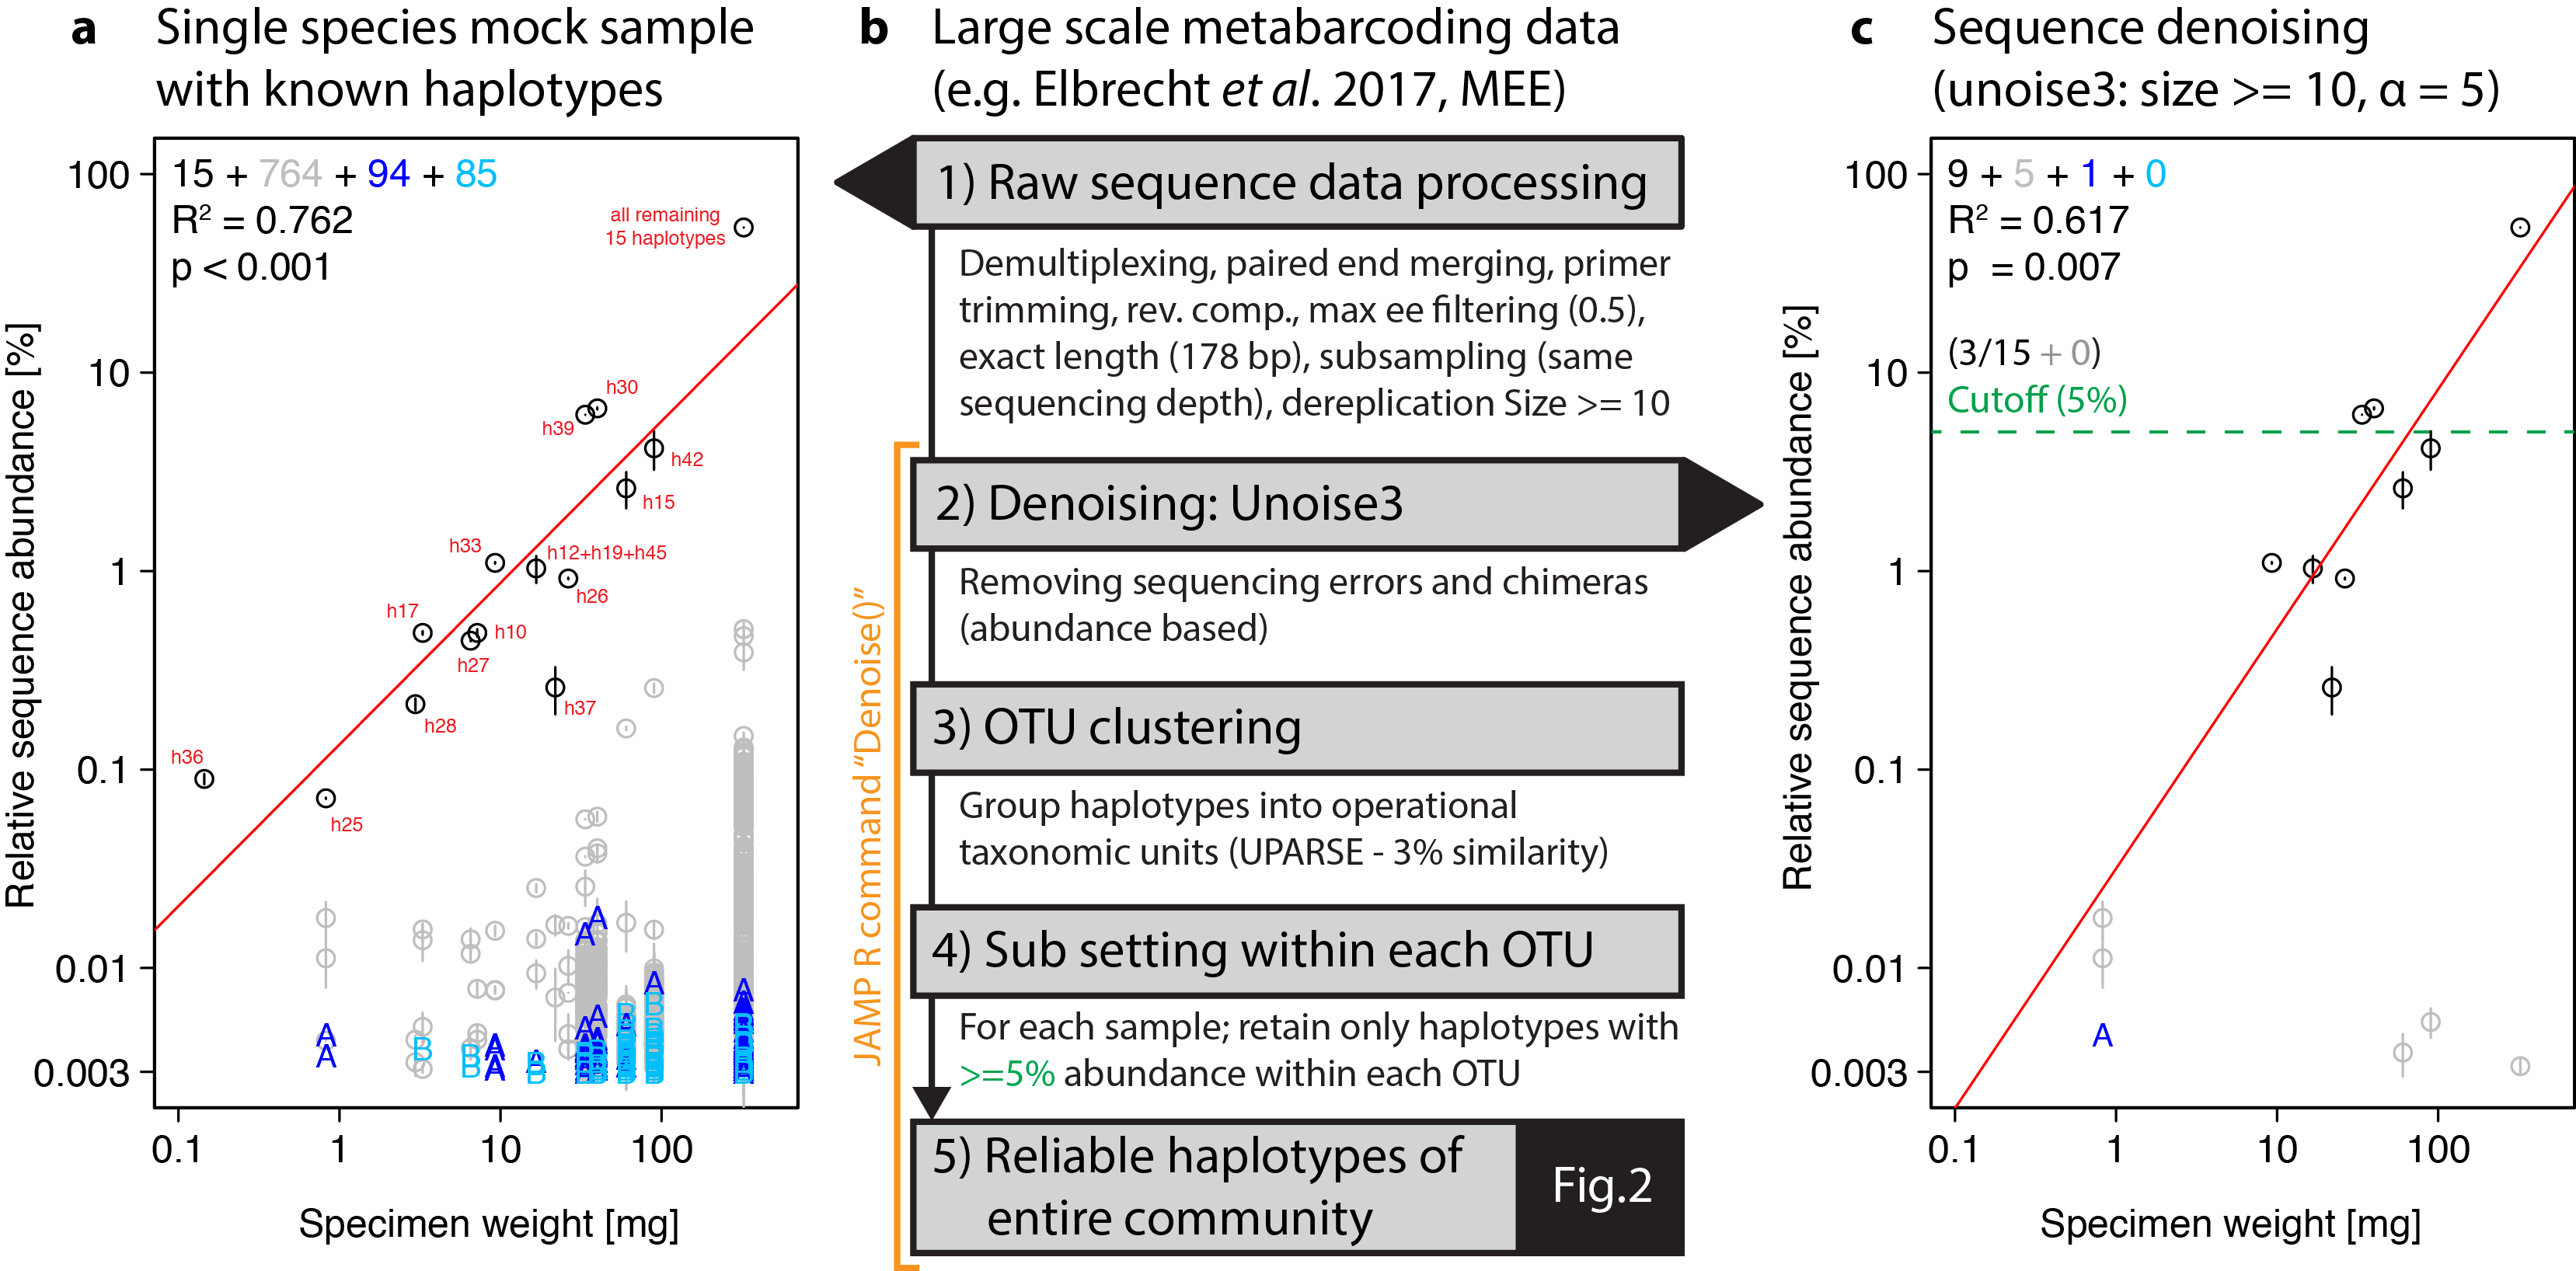 a Single species mock sample
with known haplotypes
15 + 764 + 94 + 85
R² = 0.762
p < 0.001
all remaining
15 haplotypes
h30
h39
h42
h15
h33
h12+h19+h45
h26
h17
h10
h27
h37
h28
h36
h25
A
A
A
A
A
A
A
A
B
B
B
B
B
B
B
100
10
1
0.1
0.01
0.003
0.1 1 10 100
Relative sequence abundance [%]
Specimen weight [mg]
b Large scale metabarcoding data
(e.g. Elbrecht et al. 2017, MEE)
1) Raw sequence data processing
Demultiplexing, paired end merging, primer
trimming, rev. comp., max ee filtering (0.5),
exact length (178 bp), subsampling (same
sequencing depth), dereplication Size >= 10
2) Denoising: Unoise3
Removing sequencing errors and chimeras
(abundance based)
3) OTU clustering
Group haplotypes into operational
taxonomic units (UPARSE - 3% similarity)
4) Sub setting within each OTU
For each sample; retain only haplotypes with
>=5% abundance within each OTU
5) Reliable haplotypes of
entire community
Fig.2
JAMP R command “Denoise()”
c Sequence denoising
(unoise3: size >= 10, α = 5)
9 + 5 + 1 + 0
R² = 0.617
p = 0.007
(3/15 + 0)
Cutoff (5%)
A
100
10
1
0.1
0.01
0.003
0.1 1 10 100
Relative sequence abundance [%]
Specimen weight [mg]